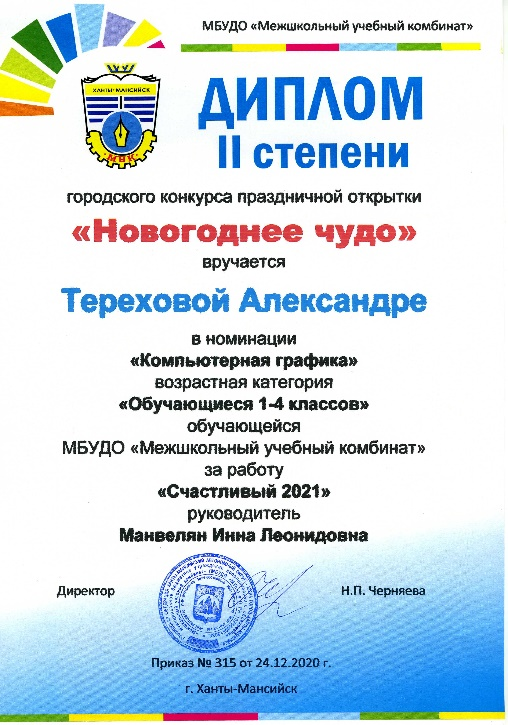 МБУДО «Межшкольный учебный комбинат»
ХАНТЫ-МАНСИЙСК
МУК
ДИПЛОМ
II степени
городского конкурса праздничной открытки
«Новогоднее чудо»
вручается
Тереховой Александре
в номинации
«Компьютерная графика»
возрастная категория
«Обучающиеся 1-4 классов»
обучающейся
МБУДО «Межшкольный учебный комбинат»
за работу
«Счастливый 2021»
руководитель
Манвелян Инна Леонидовна
Директор
Н.П. Черняева
Приказ № 315 от 24.12.2020 г.
г. Ханты-Мансийск